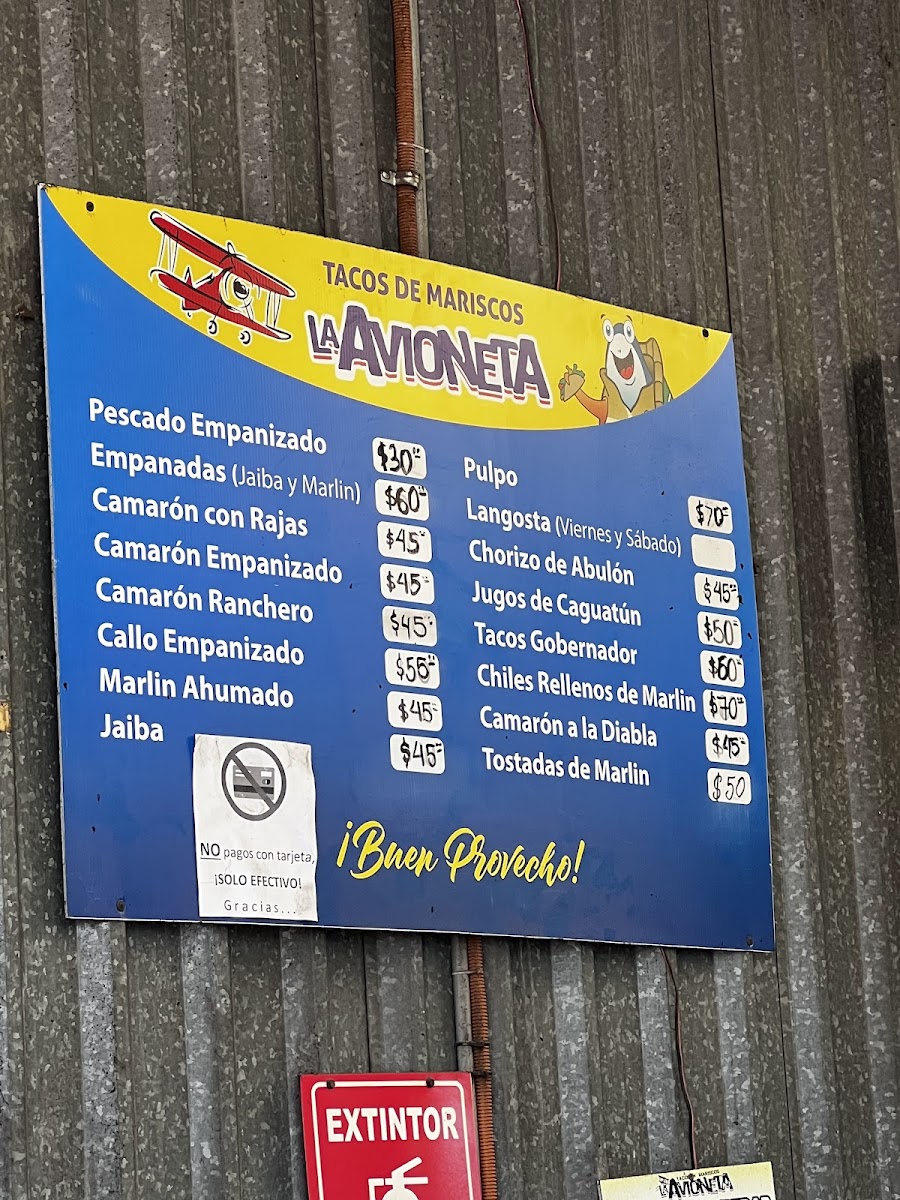 TACOS DE MARISCOS
LA AVIONETA
Pescado Empanizado $30
Empanadas (Jaiba y Marlin) $60
Camarón con Rajas $45
Camarón Empanizado $45
Camarón Ranchero $45
Callo Empanizado $55
Marlin Ahumado $45
Jaiba $45
Pulpo $70
Langosta (Viernes y Sábado)
Chorizo de Abulón $45
Jugos de Caguatún $50
Tacos Gobernador $60
Chiles Rellenos de Marlin $70
Camarón a la Diabla $45
Tostadas de Marlin $50
NO pagos con tarjeta,
¡SOLO EFECTIVO!
Gracias...
¡Buen Provecho!
EXTINTOR
LA AVIONETA